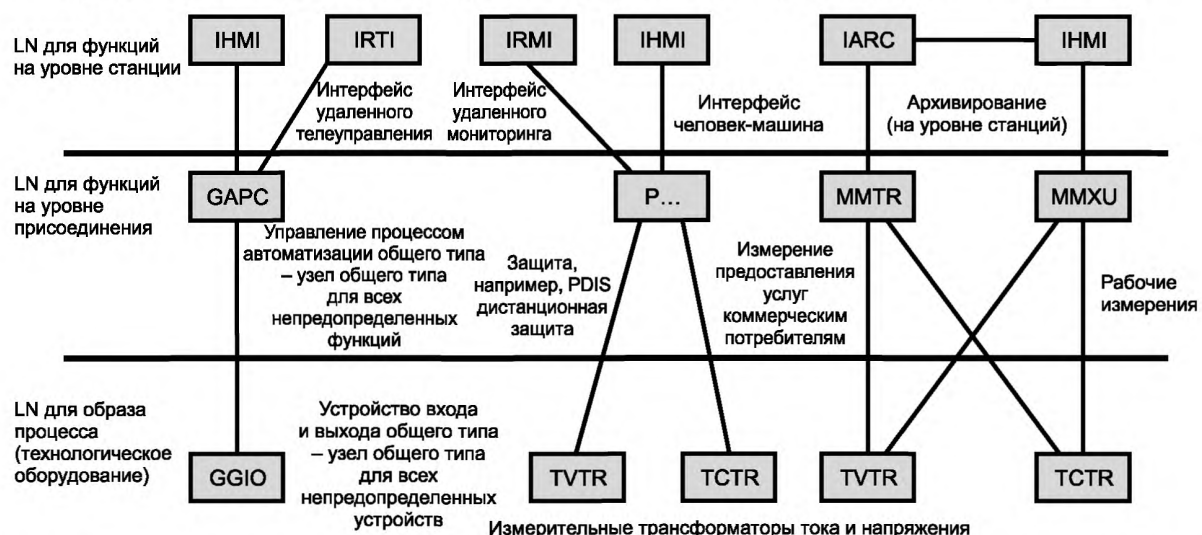 LN для функций
на уровне станции
IHMI
IRTI
IRMI
IHMI
IARC
IHMI
Интерфейс
удаленного
телеуправления
Интерфейс
удаленного
мониторинга
Интерфейс
человек-машина
Архивирование
(на уровне станций)
LN для функций
на уровне
присоединения
GAPC
P...
MMTR
MMXU
Управление процессом
автоматизации общего типа
– узел общего типа
для всех
непредопределенных
функций
Защита,
например, PDIS
дистанционная
защита
Измерение
предоставления
услуг
коммерческим
потребителям
Рабочие
измерения
LN для образа
процесса
(технологическое
оборудование)
GGIO
Устройство входа
и выхода общего типа
– узел общего типа
для всех
непредопределенных
устройств
TVTR
TCTR
TVTR
TCTR
Измерительные трансформаторы тока и напряжения